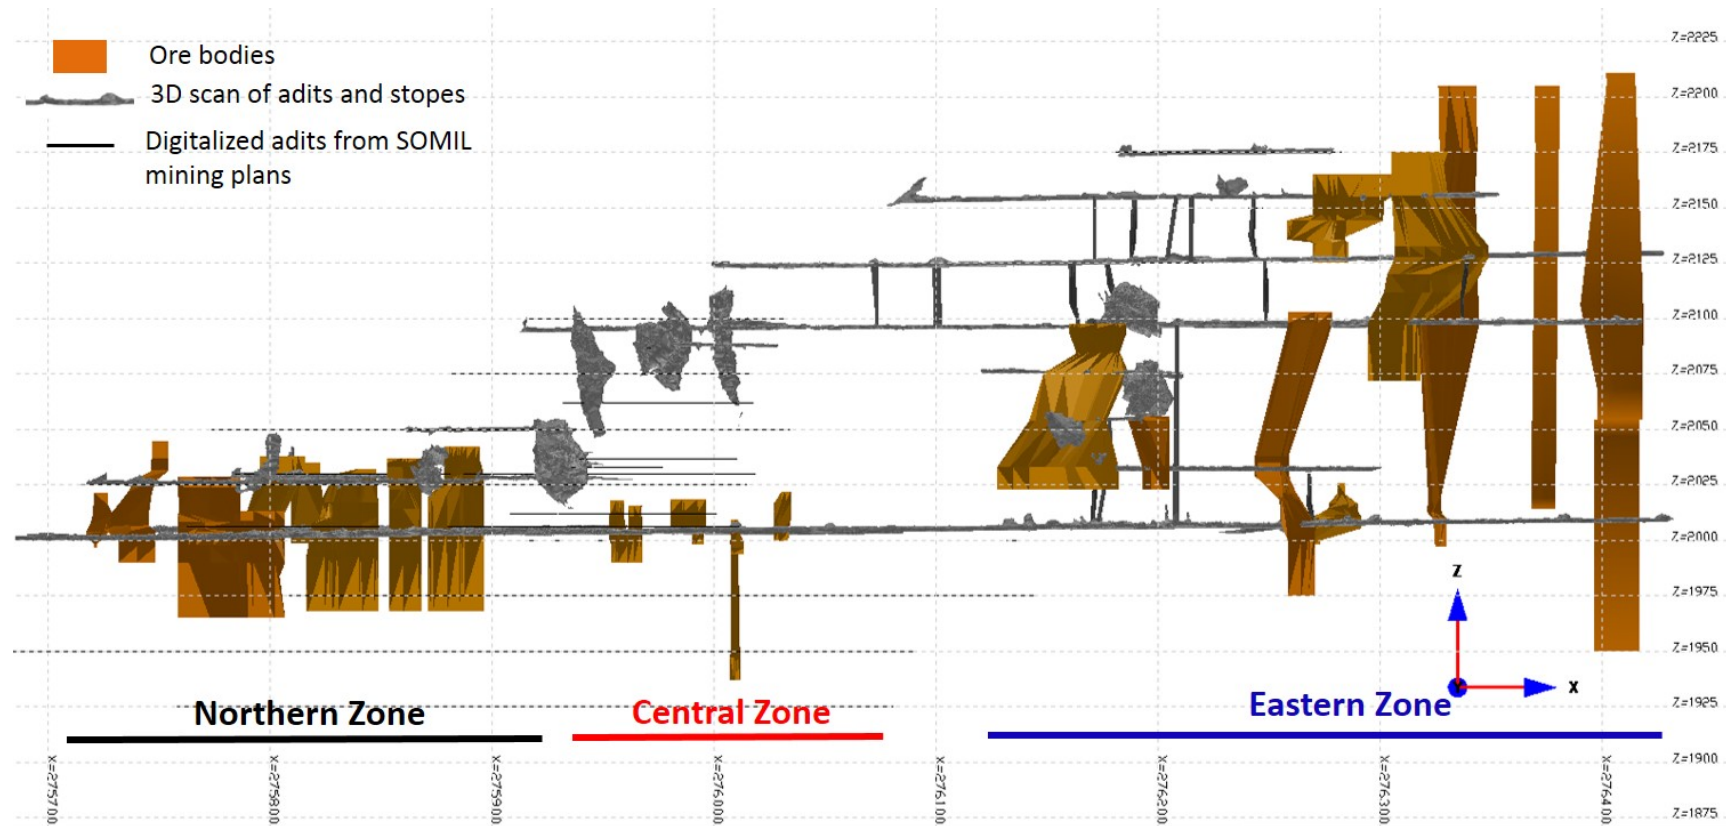 Ore bodies
3D scan of adits and stopes
Digitalized adits from SOMIL
mining plans
Z=2225
Z=2200
Z=2175
Z=2150
Z=2125
Z=2100
Z=2075
Z=2050
Z=2025
Z=2000
Z=1975
Z=1950
Z=1925
Z=1900
Z=1875
Z
X
Northern Zone
Central Zone
Eastern Zone
X=275700
X=275800
X=275900
X=276000
X=276100
X=276200
X=276300
X=276400